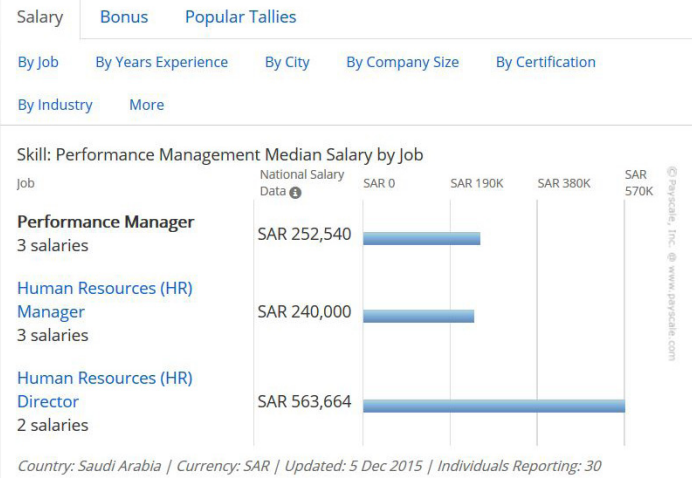 Salary Bonus Popular Tallies
By Job By Years Experience By City By Company Size By Certification
By Industry More
Skill: Performance Management Median Salary by Job
Job
National Salary
Data
SAR 0
SAR 190K
SAR 380K
SAR
570K
Performance Manager
3 salaries
SAR 252,540
Human Resources (HR)
Manager
3 salaries
SAR 240,000
Human Resources (HR)
Director
2 salaries
SAR 563,664
Country: Saudi Arabia | Currency: SAR | Updated: 5 Dec 2015 | Individuals Reporting: 30
© Payscale, Inc. @ www.payscale.com